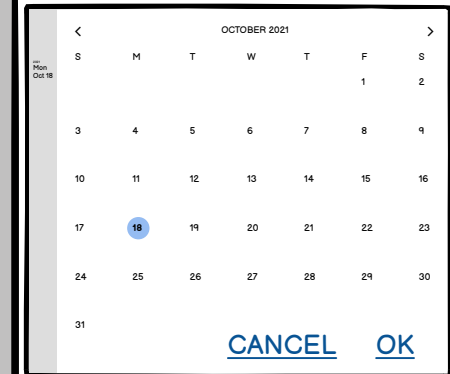 < OCTOBER 2021 >
S M T W T F S
Mon
Oct 18
1 2
3 4 5 6 7 8 9
10 11 12 13 14 15 16
17 18 19 20 21 22 23
24 25 26 27 28 29 30
31
CANCEL OK